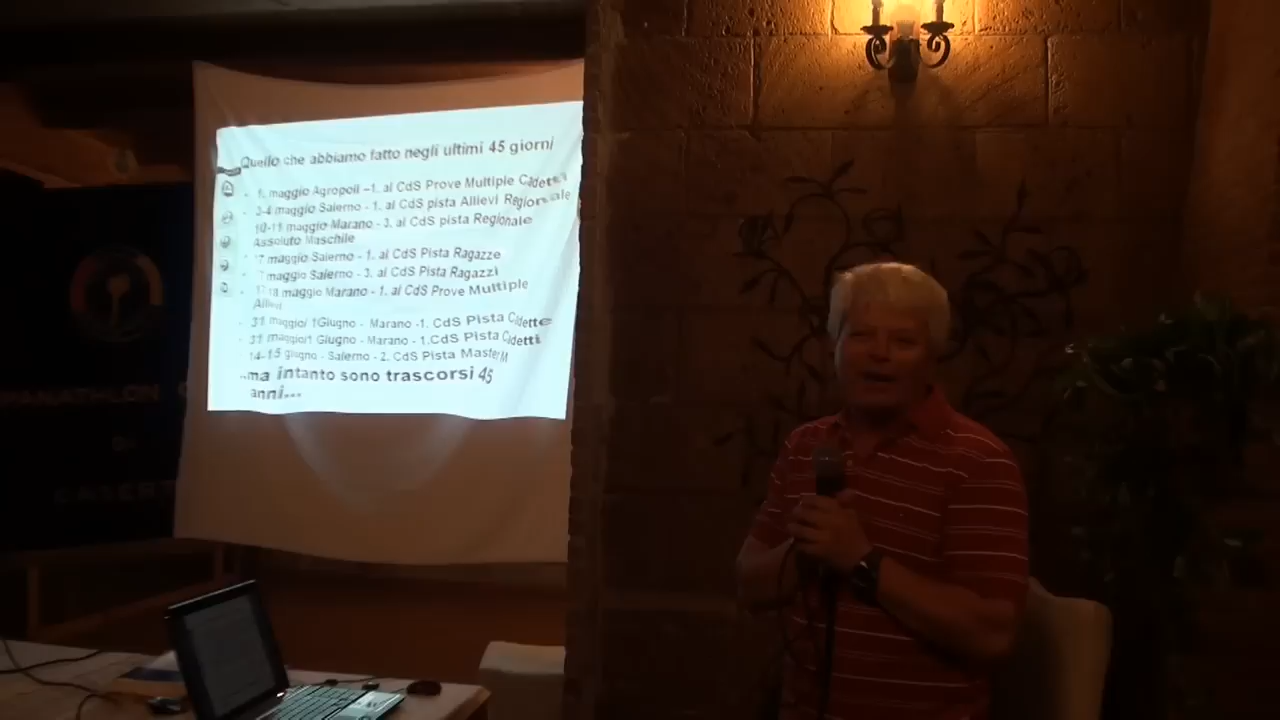 Quello che abbiamo fatto negli ultimi 45 giorni
maggio Agropoli –1. al CdS Prove Multiple Cadetti
3-4 maggio Salerno - 1. al CdS pista Allievi Regionale
10-11 maggio Marano - 3. al CdS pista Regionale
Assoluto Maschile
maggio Salerno - 1. al CdS Pista Ragazze
maggio Salerno - 3. al CdS Pista Ragazzi
maggio Marano - 1. al CdS Prove Multiple
Allievi
31 maggio/ 1Giugno - Marano -1. CdS Pista Cadette
31 maggio/1 Giugno - Marano - 1.CdS Pista Cadetti
14-15 giugno - Salerno - 2. CdS Pista Master M
...ma intanto sono trascorsi 45
anni...
CASERT